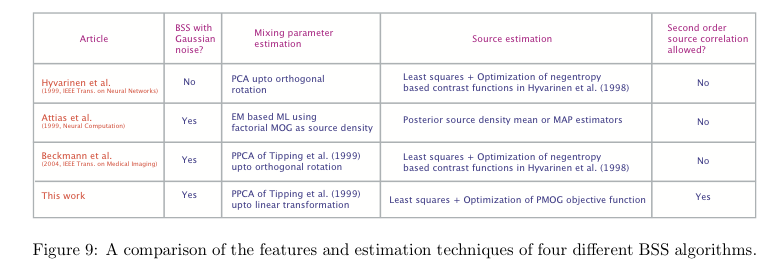 Article
BSS with
Gaussian
noise?
Mixing parameter
estimation
Source estimation
Second order
source correlation
allowed?
Hyvarinen et al.
(1999, IEEE Trans. on Neural Networks)
No
PCA upto orthogonal
rotation
Least squares + Optimization of negentropy
based contrast functions in Hyvarinen et al. (1998)
No
Attias et al.
(1999, Neural Computation)
Yes
EM based ML using
factorial MOG as source density
Posterior source density mean or MAP estimators
No
Beckmann et al.
(2004, IEEE Trans. on Medical Imaging)
Yes
PPCA of Tipping et al. (1999)
upto orthogonal rotation
Least squares + Optimization of negentropy
based contrast functions in Hyvarinen et al. (1998)
No
This work
Yes
PPCA of Tipping et al. (1999)
upto linear transformation
Least squares + Optimization of PMOG objective function
Yes
Figure 9: A comparison of the features and estimation techniques of four different BSS algorithms.